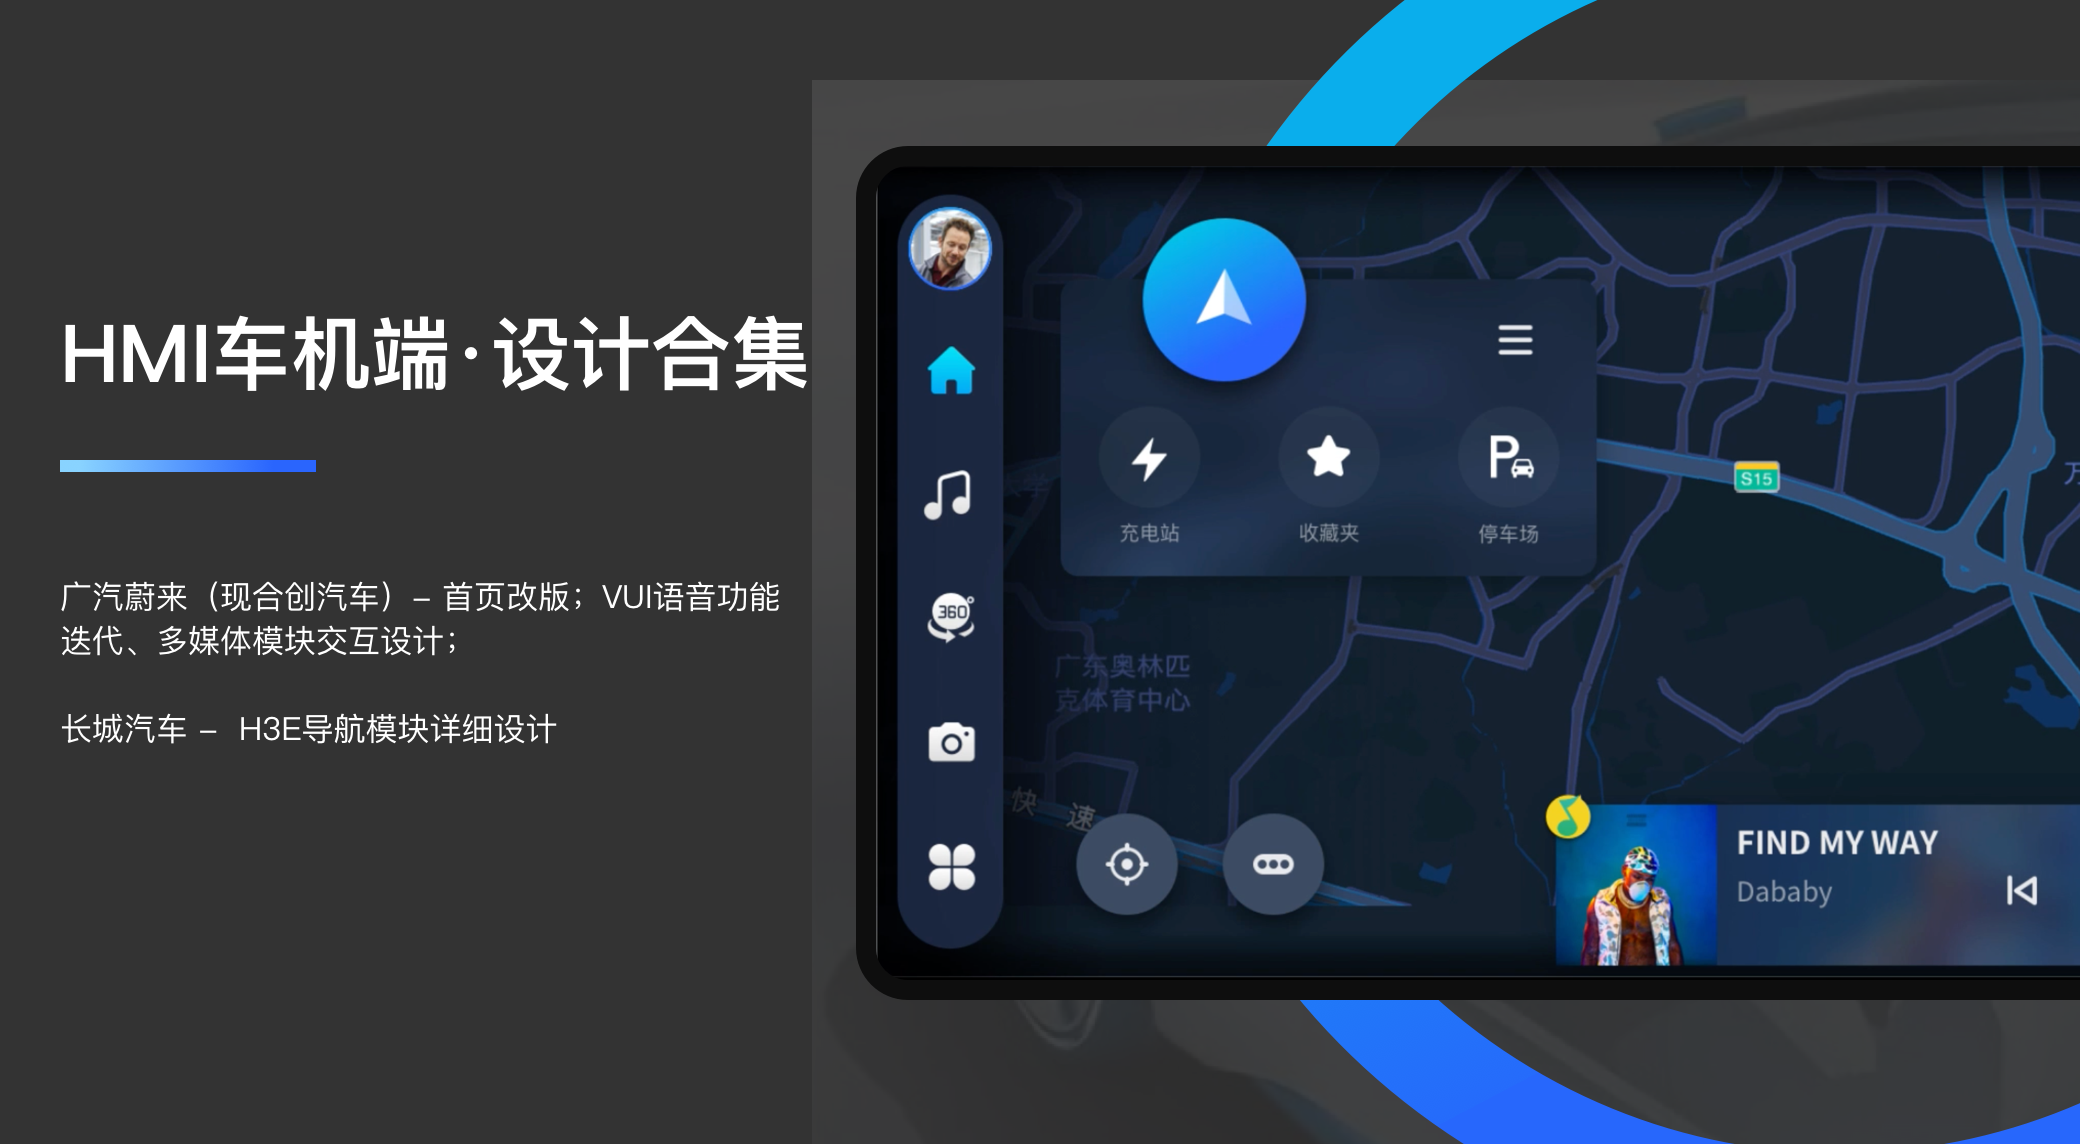 HMI车机端·设计合集
广汽蔚来（现合创汽车）– 首页改版；VUI语音功能
迭代、多媒体模块交互设计；
长城汽车 – H3E导航模块详细设计
360°
充电站
收藏夹
停车场
S15
万
广东奥林匹
克体育中心
快 速
FIND MY WAY
Dababy